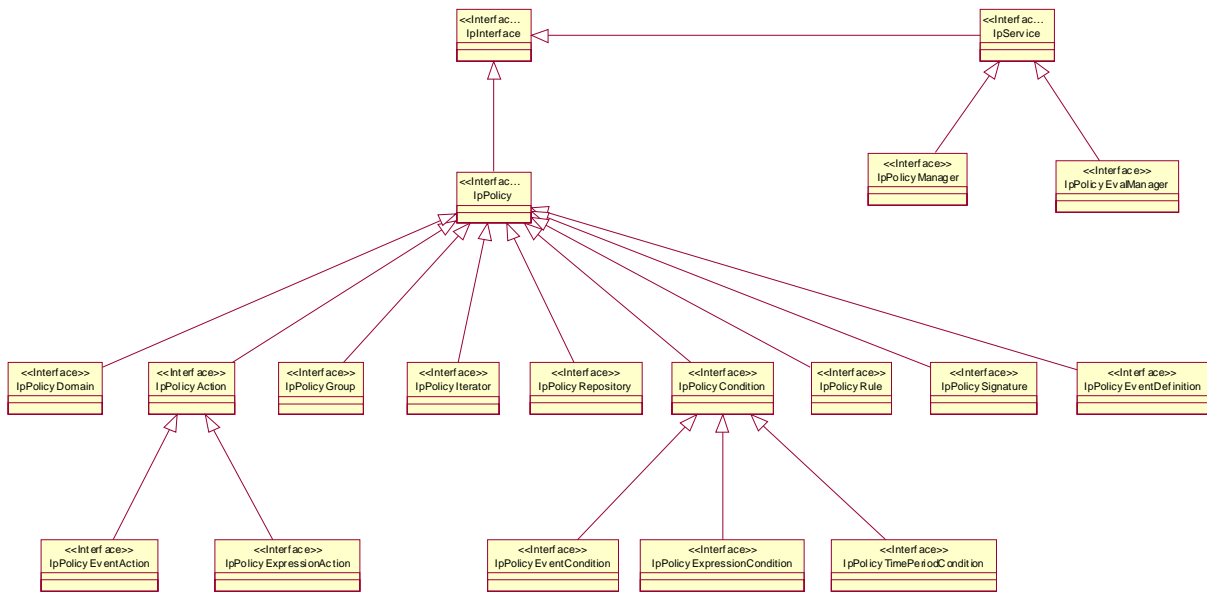 <<Interfac...
IpInterface
<<Interfac...
IpService
<<Interface>>
IpPolicyManager
<<Interface>>
IpPolicyEvalManager
<<Interfac...
IpPolicy
<<Interface>>
IpPolicyDomain
<<Interface>>
IpPolicyAction
<<Interface>>
IpPolicyGroup
<<Interface>>
IpPolicyIterator
<<Interface>>
IpPolicyRepository
<<Interface>>
IpPolicyCondition
<<Interface>>
IpPolicyRule
<<Interface>>
IpPolicySignature
<<Interface>>
IpPolicyEventDefinition
<<Interface>>
IpPolicyEventAction
<<Interface>>
IpPolicyExpressionAction
<<Interface>>
IpPolicyEventCondition
<<Interface>>
IpPolicyExpressionCondition
<<Interface>>
IpPolicyTimePeriodCondition